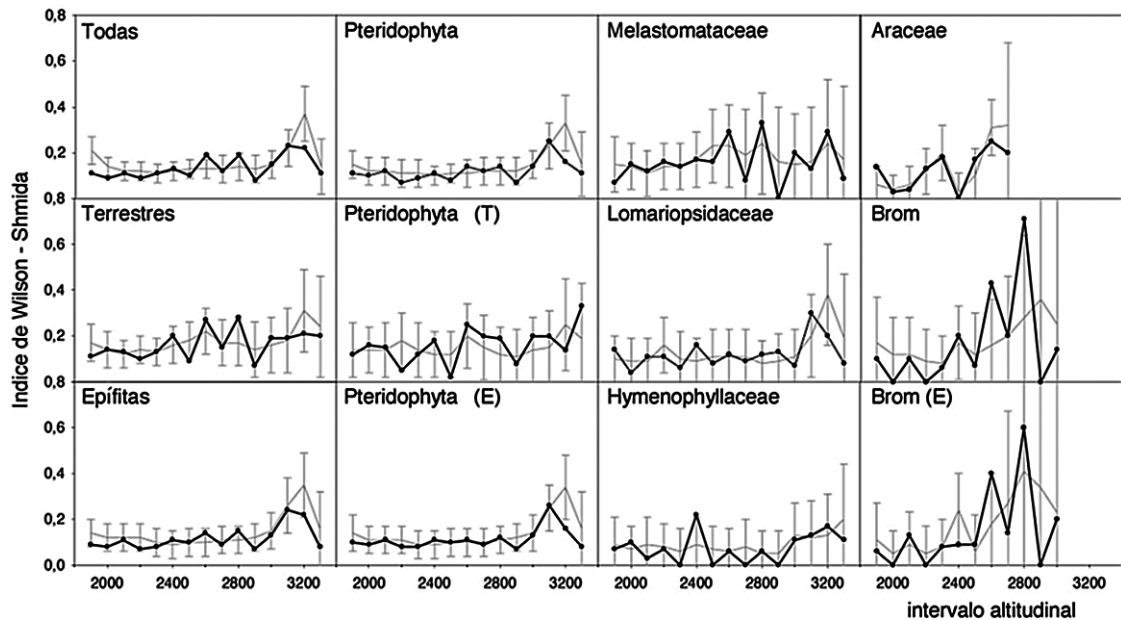 Indice de Wilson - Shmida
0,8
0,6
0,4
0,2
0,8
0,6
0,4
0,2
0,8
0,6
0,4
0,2
0,0
Todas
Pteridophyta
Melastomataceae
Araceae
Terrestres
Pteridophyta (T)
Lomariopsidaceae
Brom
Epífitas
Pteridophyta (E)
Hymenophyllaceae
Brom (E)
2000 2400 2800 3200 2000 2400 2800 3200 2000 2400 2800 3200 2000 2400 2800 3200
intervalo altitudinal